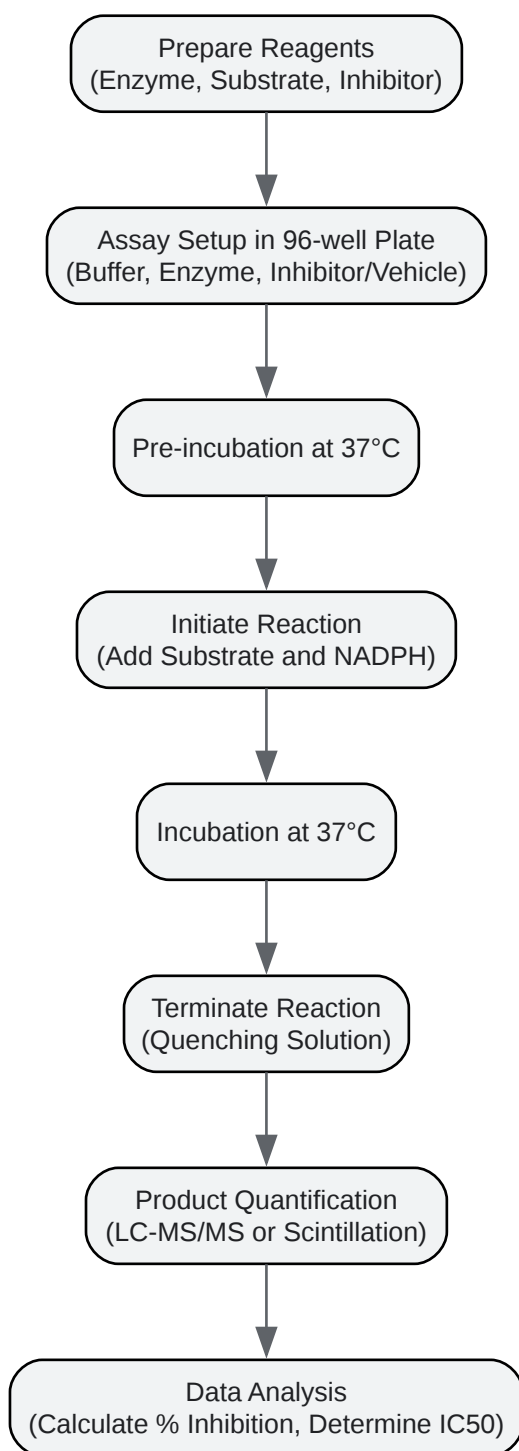 Prepare Reagents
(Enzyme, Substrate, Inhibitor)
Assay Setup in 96-well Plate
(Buffer, Enzyme, Inhibitor/Vehicle)
Pre-incubation at 37°C
Initiate Reaction
(Add Substrate and NADPH)
Incubation at 37°C
Terminate Reaction
(Quenching Solution)
Product Quantification
(LC-MS/MS or Scintillation)
Data Analysis
(Calculate % Inhibition, Determine IC50)